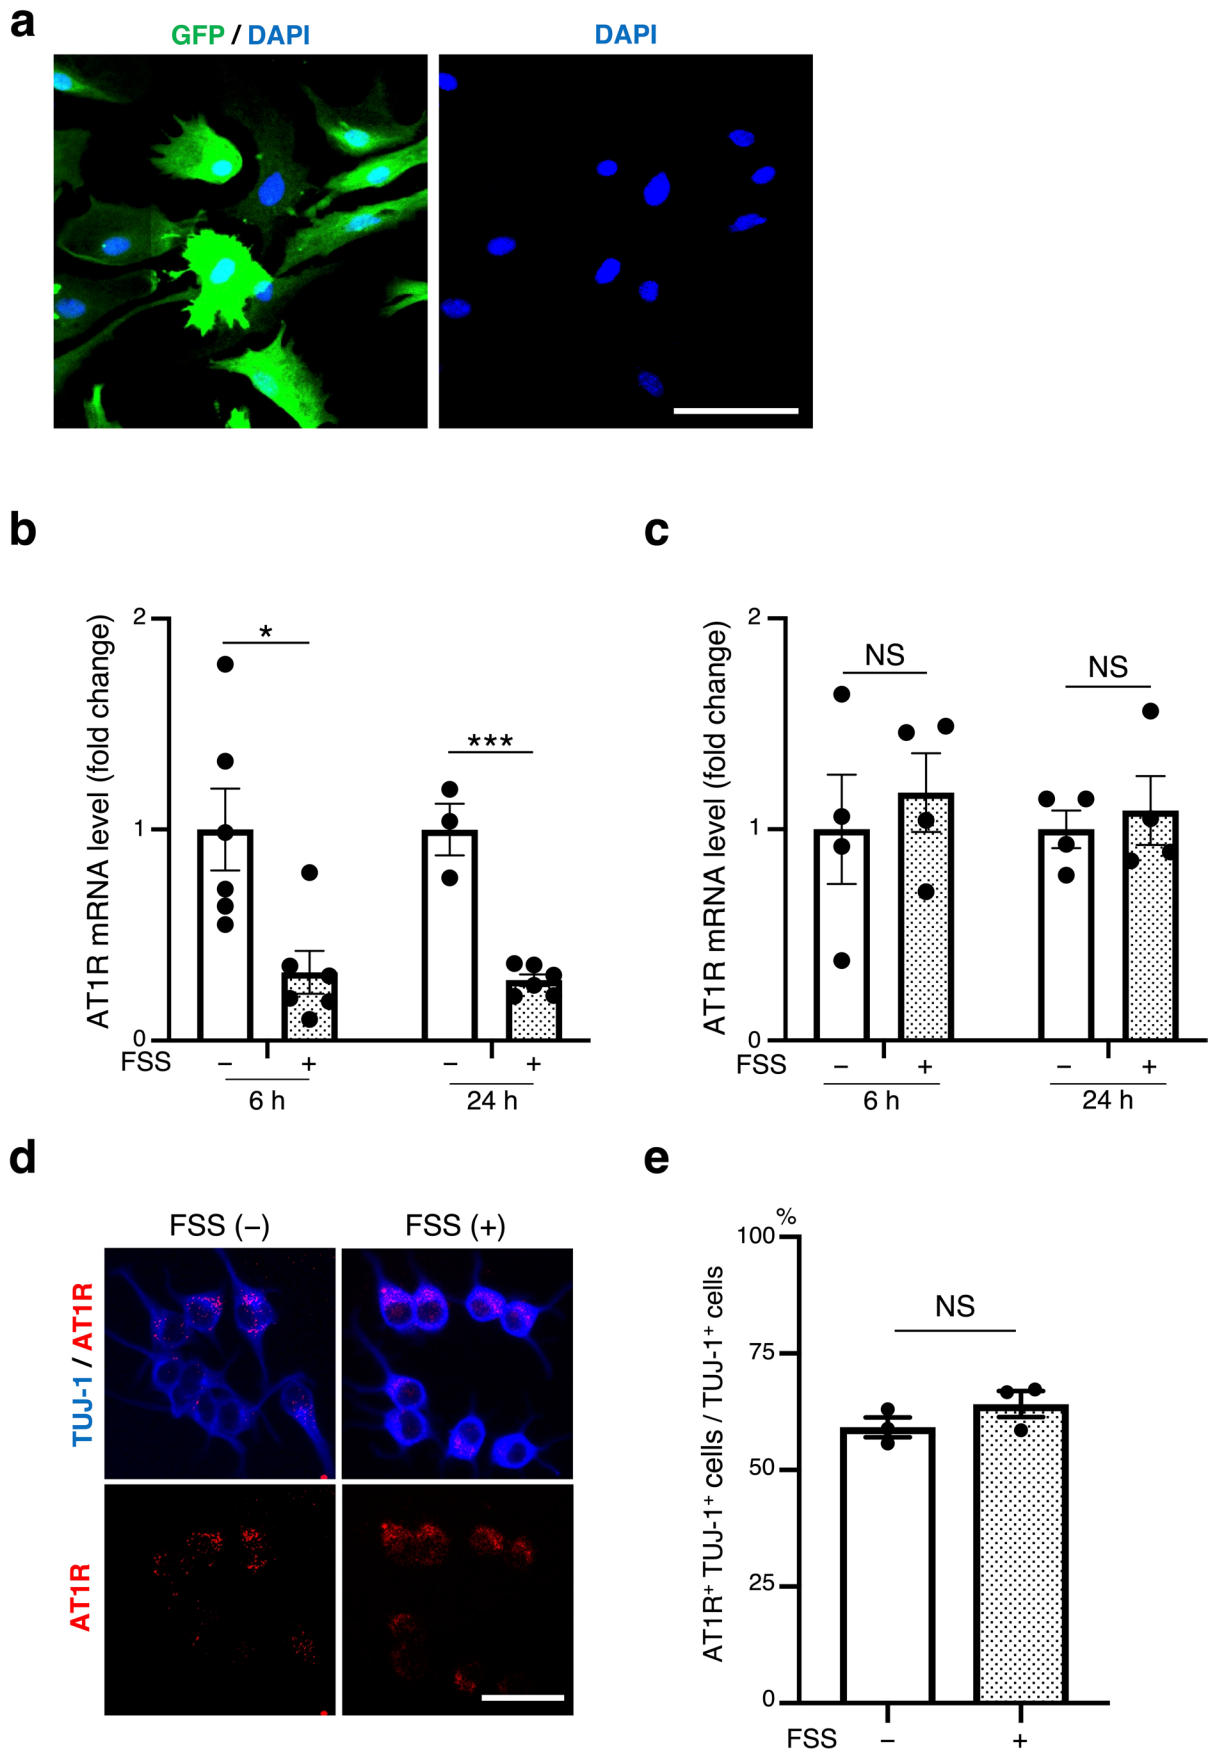 a
GFP / DAPI
DAPI
b
c
AT1R mRNA level (fold change)
2
1
0
*
***
FSS
– +
– +
6 h
24 h
AT1R mRNA level (fold change)
2
1
0
NS
NS
FSS
– +
– +
6 h
24 h
d
e
FSS (–)
FSS (+)
TUJ-1 / AT1R
AT1R
%
AT1R⁺ TUJ-1⁺ cells / TUJ-1⁺ cells
100
75
50
25
0
NS
FSS – +